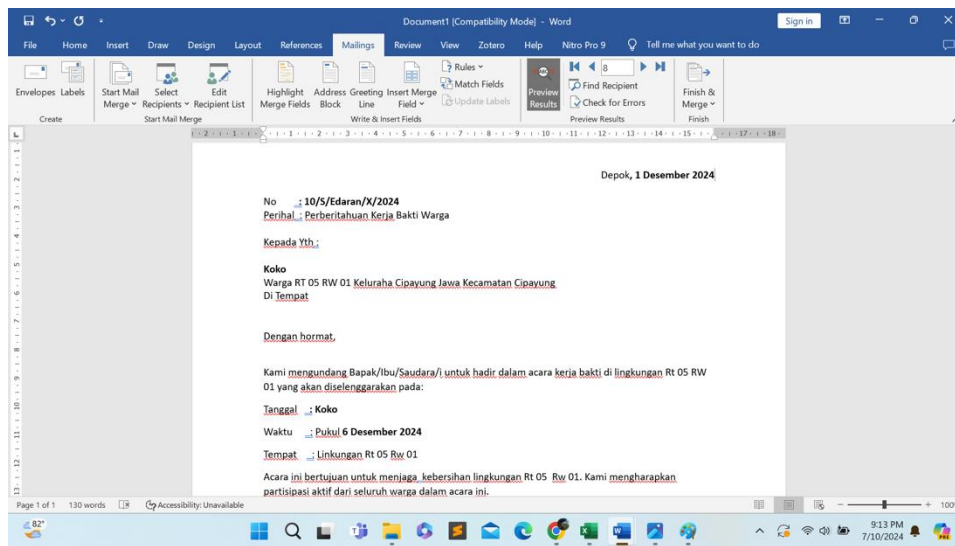 Document1 [Compatibility Mode] - Word
Sign in
File Home Insert Draw Design Layout References Mailings Review View Zotero Help Nitro Pro 9 Tell me what you want to do
Envelopes Labels
Create
Start Mail Merge Select Recipients Edit Recipient List
Start Mail Merge
Highlight Merge Fields Address Block Greeting Line Insert Merge Field
Rules
Match Fields
Update Labels
Write & Insert Fields
Preview Results
ABC
8
Find Recipient
Check for Errors
Preview Results
Finish & Merge
Finish
Depok, 1 Desember 2024
No : 10/S/Edaran/X/2024
Perihal : Perberitahuan Kerja Bakti Warga
Kepada Yth :
Koko
Warga RT 05 RW 01 Keluraha Cipayung Jawa Kecamatan Cipayung
Di Tempat
Dengan hormat,
Kami mengundang Bapak/Ibu/Saudara/i untuk hadir dalam acara kerja bakti di lingkungan Rt 05 RW
01 yang akan diselenggarakan pada:
Tanggal : Koko
Waktu : Pukul 6 Desember 2024
Tempat : Linkungan Rt 05 Rw 01
Acara ini bertujuan untuk menjaga kebersihan lingkungan Rt 05 Rw 01. Kami mengharapkan
partisipasi aktif dari seluruh warga dalam acara ini.
Page 1 of 1 130 words Accessibility: Unavailable
82°
9:13 PM
7/10/2024
PRE